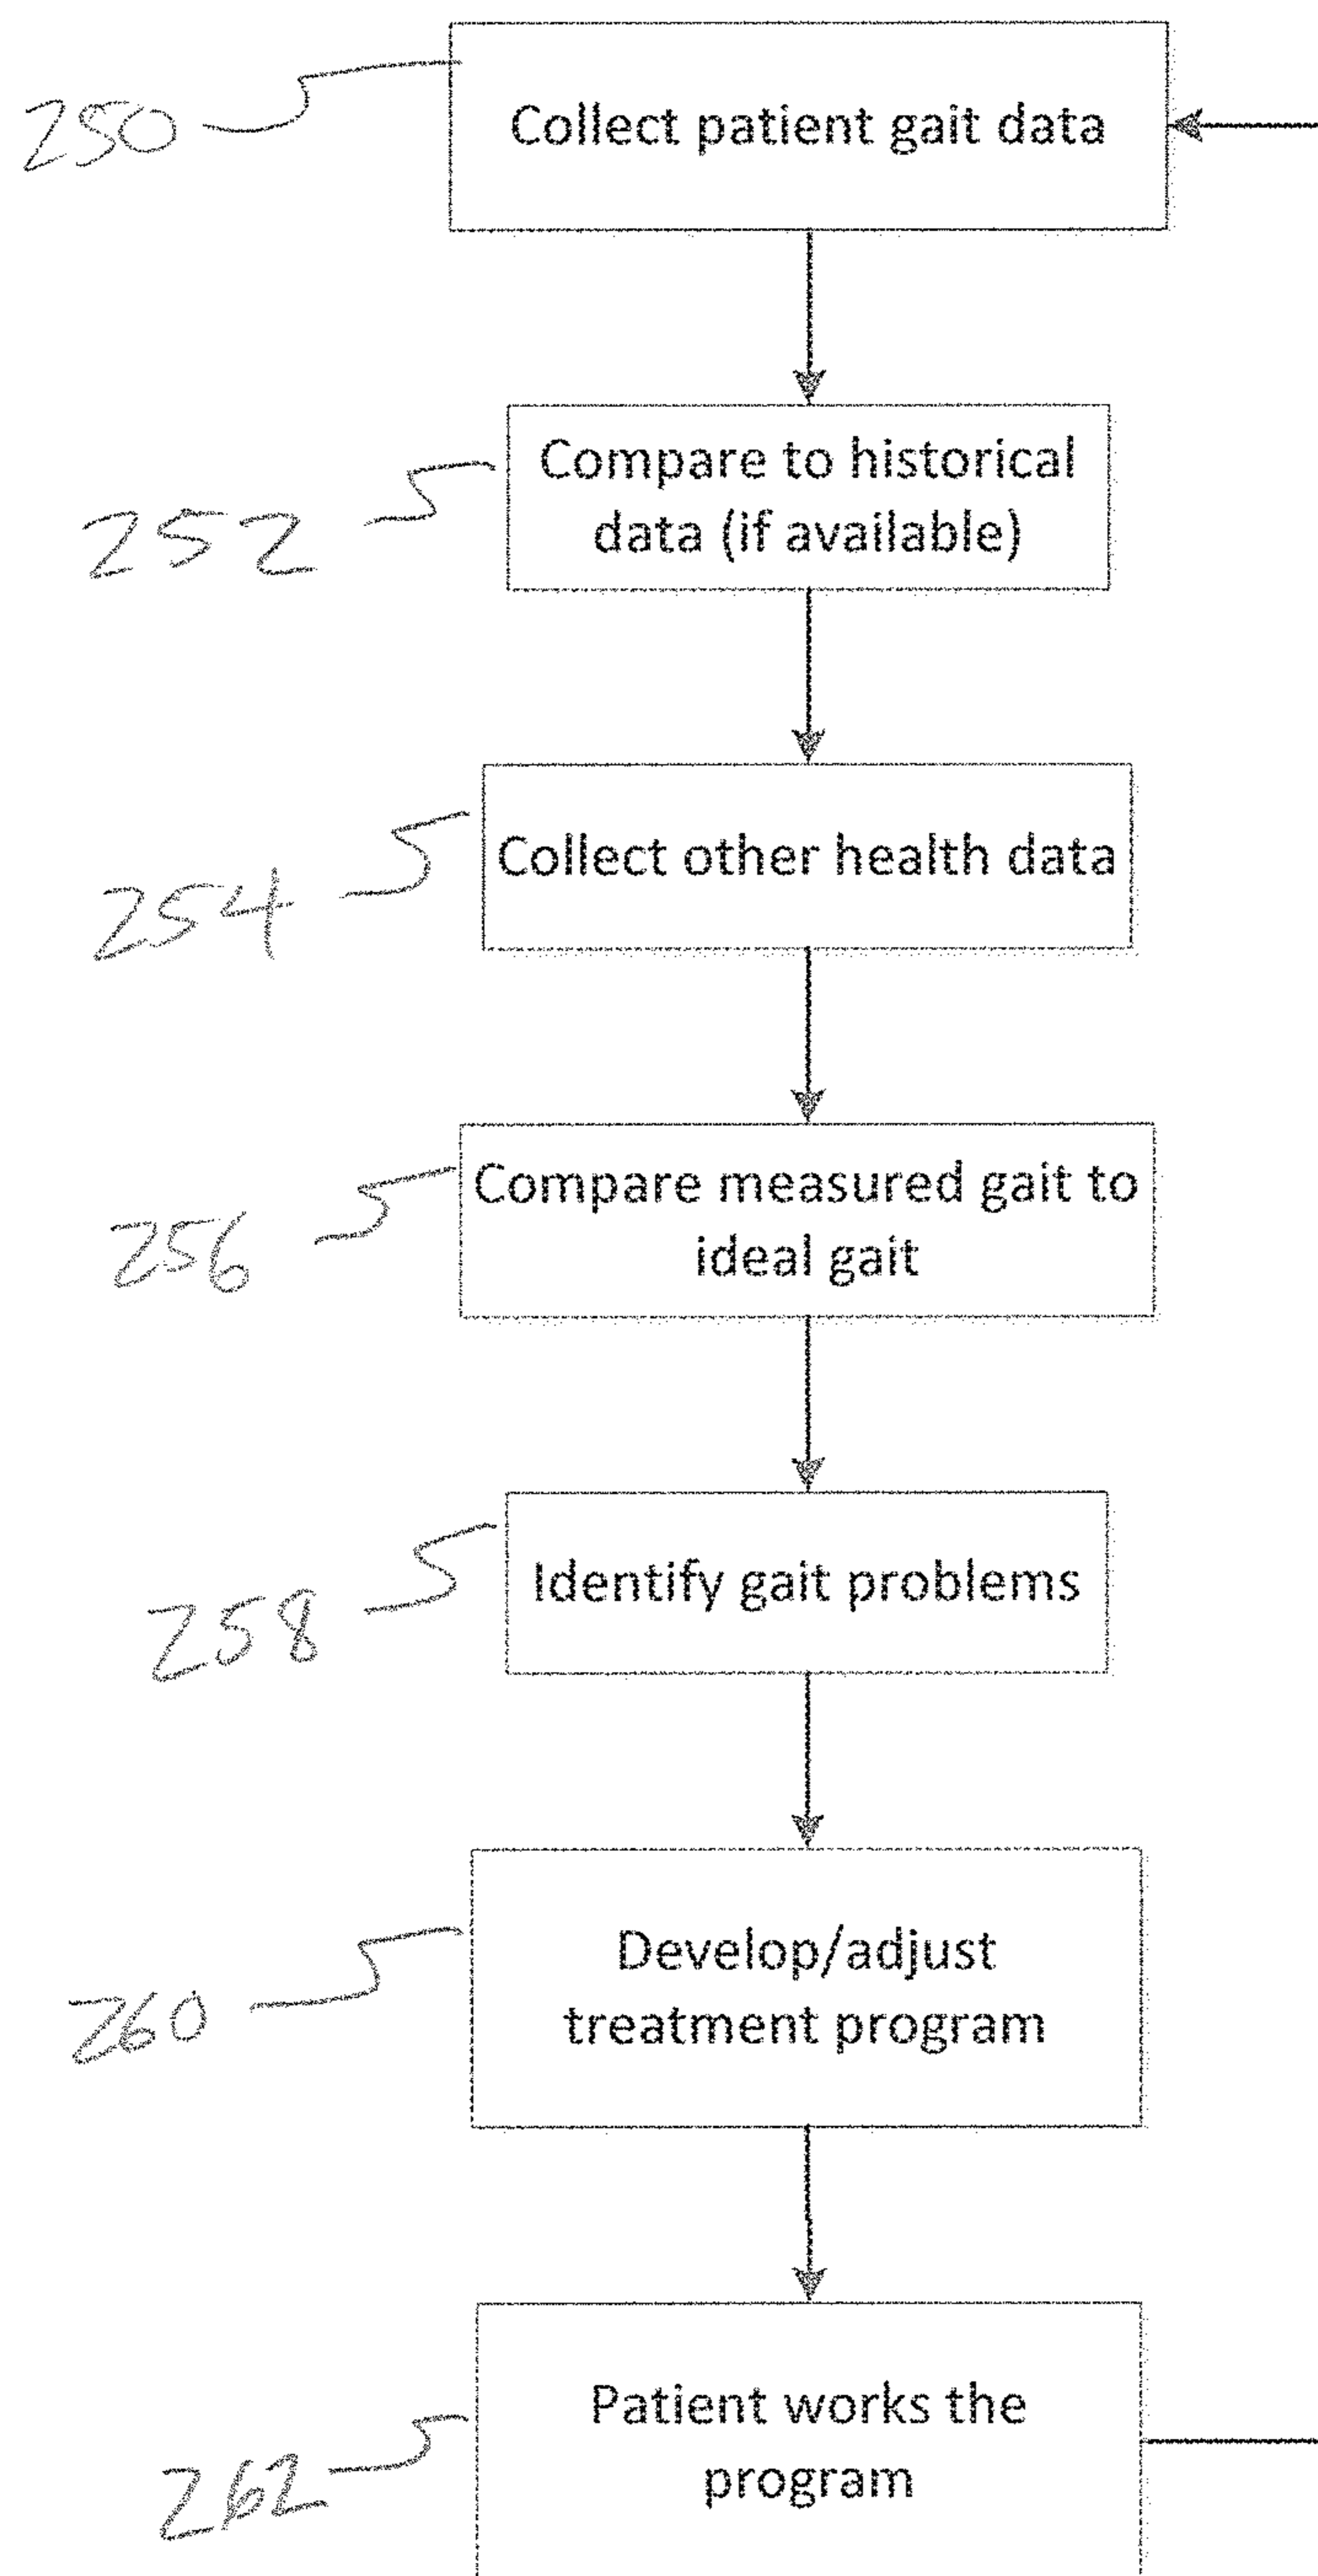 250
Collect patient gait data
252
Compare to historical
data (if available)
254
Collect other health data
256
Compare measured gait to
ideal gait
258
Identify gait problems
260
Develop/adjust
treatment program
262
Patient works the
program